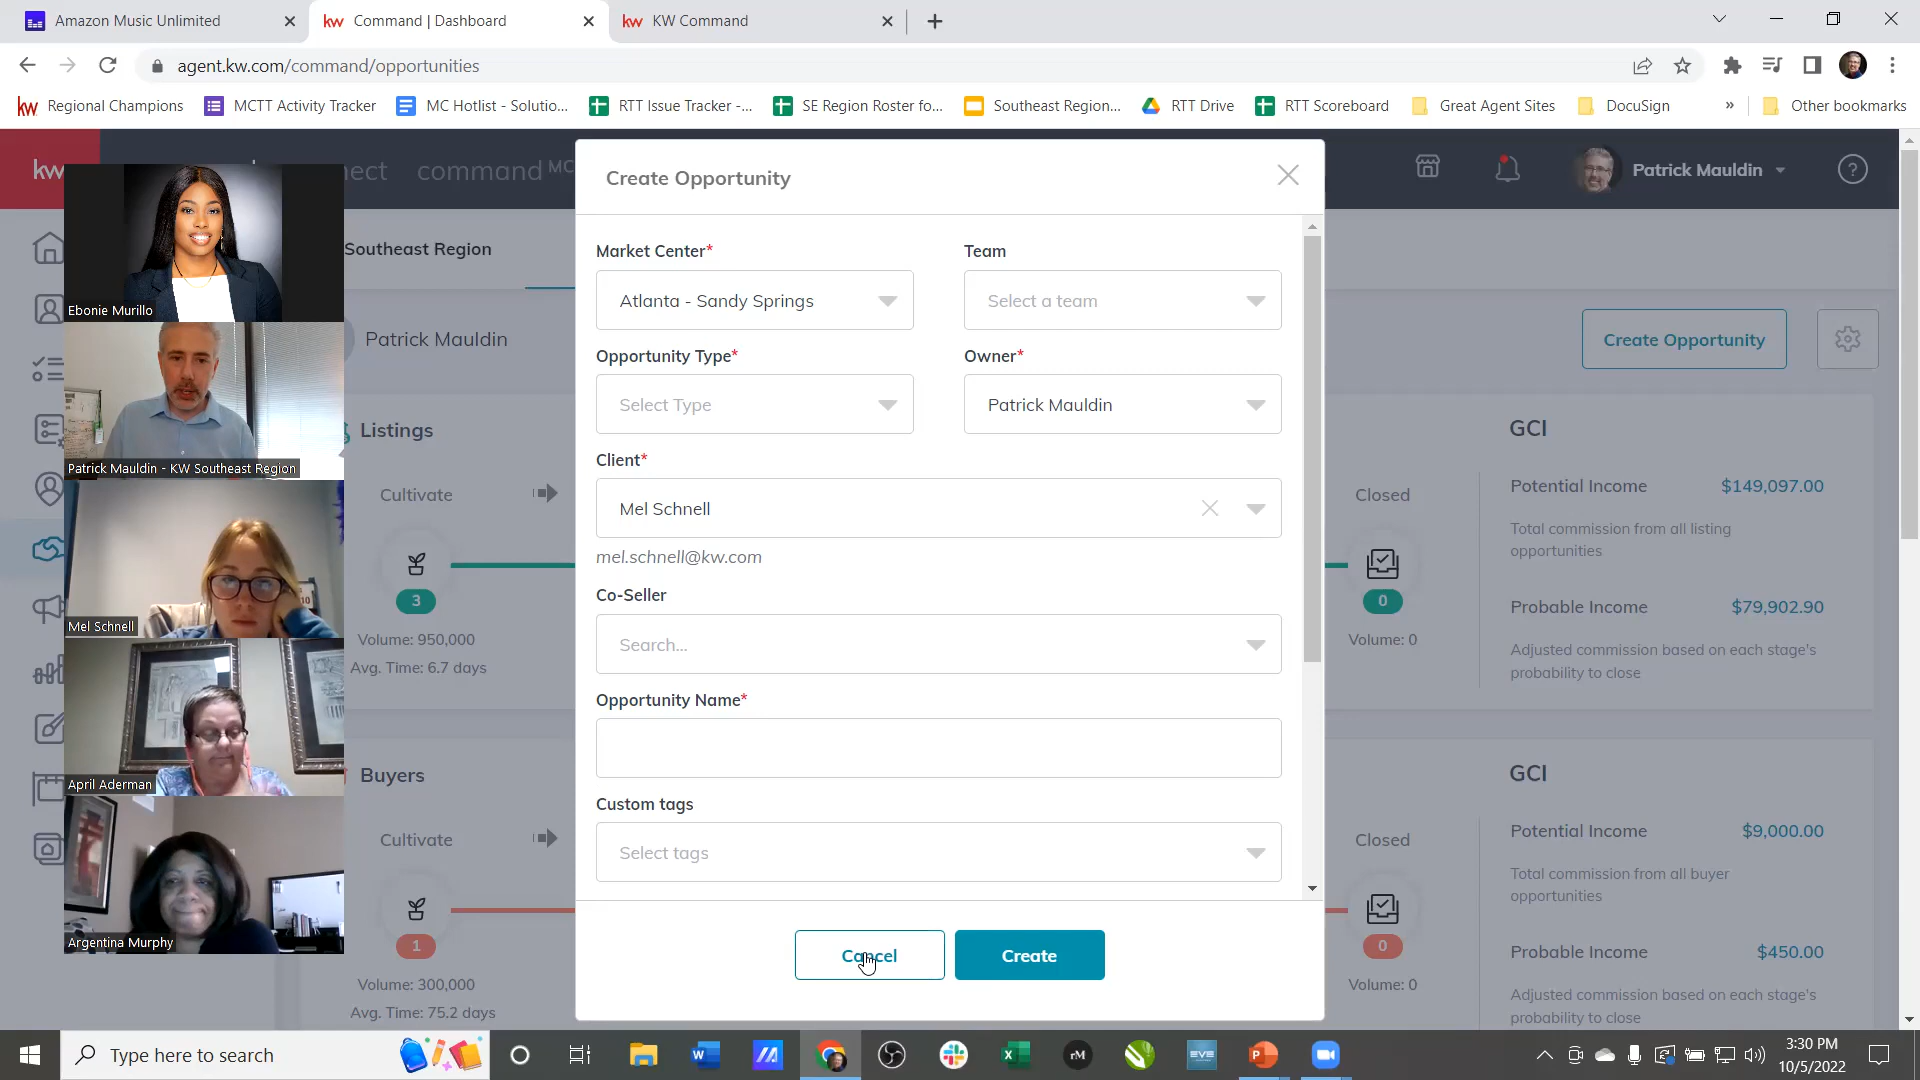 Amazon Music Unlimited
kw Command | Dashboard
kw KW Command
agent.kw.com/command/opportunities
kw Regional Champions
MCTT Activity Tracker
MC Hotlist - Solutio...
RTT Issue Tracker -...
SE Region Roster fo...
Southeast Region...
RTT Drive
RTT Scoreboard
Great Agent Sites
DocuSign
»
Other bookmarks
kw
nect
command MC
Patrick Mauldin
?
Southeast Region
Patrick Mauldin
Create Opportunity
Ebonie Murillo
Patrick Mauldin - KW Southeast Region
Mel Schnell
April Aderman
Argentina Murphy
Listings
Cultivate
3
Volume: 950,000
Avg. Time: 6.7 days
Buyers
Cultivate
1
Volume: 300,000
Avg. Time: 75.2 days
Create Opportunity
Market Center*
Atlanta - Sandy Springs
Team
Select a team
Opportunity Type*
Select Type
Owner*
Patrick Mauldin
Client*
Mel Schnell
mel.schnell@kw.com
Co-Seller
Search...
Opportunity Name*
Custom tags
Select tags
Cancel
Create
Closed
0
Volume: 0
GCI
Potential Income $149,097.00
Total commission from all listing
opportunities
Probable Income $79,902.90
Adjusted commission based on each stage's
probability to close
Closed
0
Volume: 0
GCI
Potential Income $9,000.00
Total commission from all buyer
opportunities
Probable Income $450.00
Adjusted commission based on each stage's
probability to close
Type here to search
rM
EVE
3:30 PM
10/5/2022